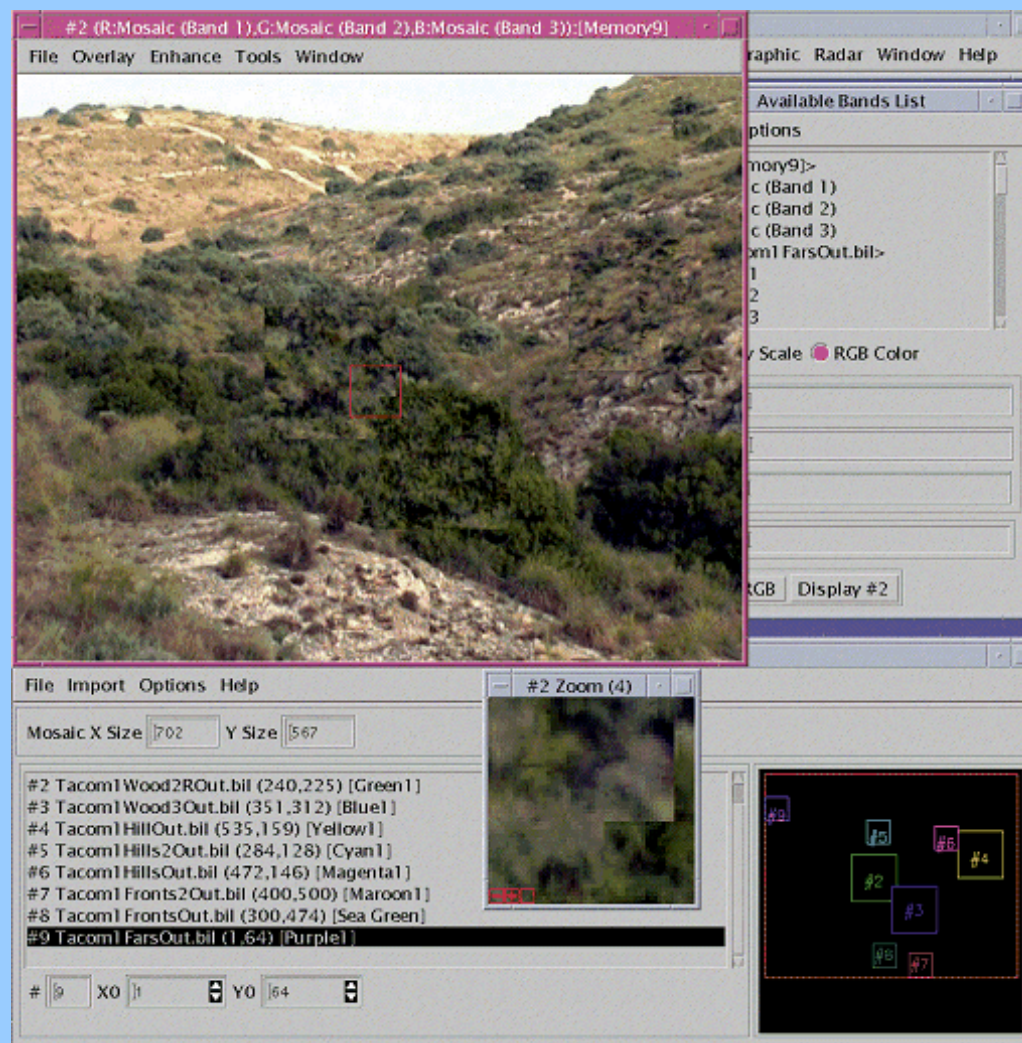 #2 (R:Mosaic (Band 1),G:Mosaic (Band 2),B:Mosaic (Band 3)):[Memory9]
File Overlay Enhance Tools Window
raphic Radar Window Help
Available Bands List
ptions
mory9]>
c (Band 1)
c (Band 2)
c (Band 3)
om1FarsOut.bil>
1
2
3
Scale RGB Color
RGB Display #2
File Import Options Help
#2 Zoom (4)
Mosaic X Size 702 Y Size 567
#2 Tacom1Wood2ROut.bil (240,225) [Green1]
#3 Tacom1Wood3Out.bil (351,312) [Blue1]
#4 Tacom1HillOut.bil (535,159) [Yellow1]
#5 Tacom1Hills2Out.bil (284,128) [Cyan1]
#6 Tacom1HillsOut.bil (472,146) [Magenta1]
#7 Tacom1Fronts2Out.bil (400,500) [Maroon1]
#8 Tacom1FrontsOut.bil (300,474) [Sea Green]
#9 Tacom1FarsOut.bil (1,64) [Purple1]
# 9 X0 1 Y0 64
#9
#5
#6
#4
#2
#3
#8
#7